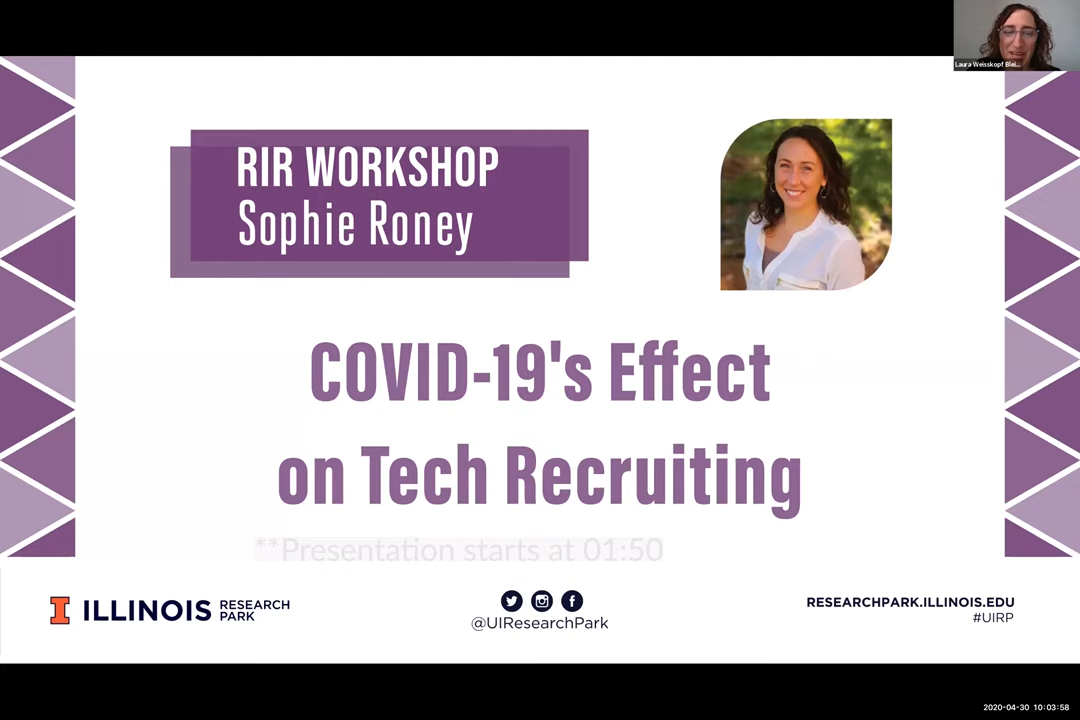 Laura Weisskopf Blei...
RIR WORKSHOP
Sophie Roney
COVID-19's Effect
on Tech Recruiting
**Presentation starts at 01:50
I ILLINOIS RESEARCH PARK
@UIResearchPark
RESEARCHPARK.ILLINOIS.EDU
#UIRP
2020-04-30 10:03:58